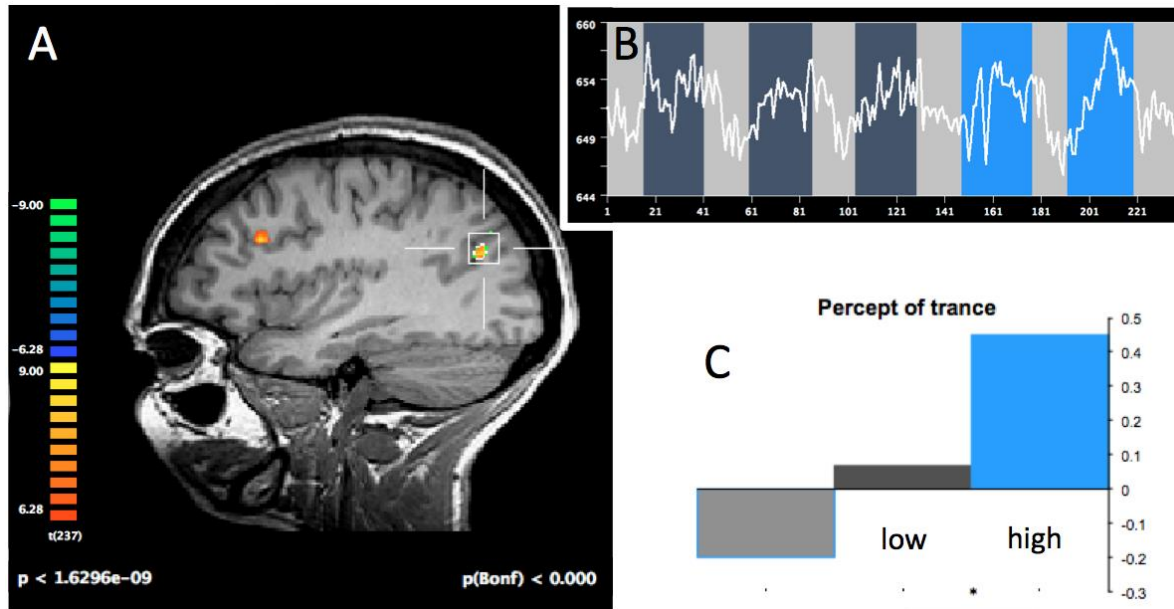 A
−9.00
−6.28
9.00
6.28
t(237)
p < 1.6296e−09
p(Bonf) < 0.000
B
660
654
649
644
1 21 41 61 81 101 121 141 161 181 201 221
Percept of trance
C
0.5
0.4
0.3
0.2
0.1
0
-0.1
-0.2
-0.3
low high
*